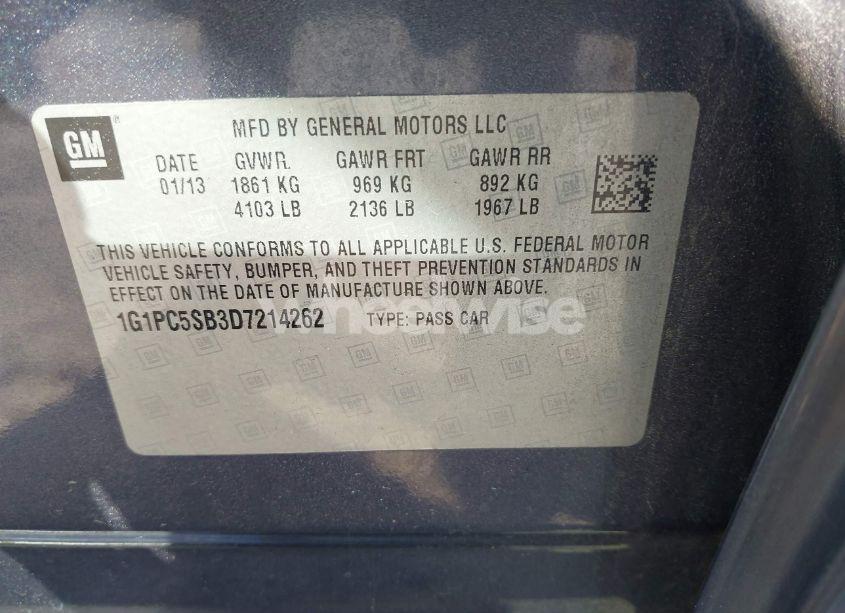 GM
MFD BY GENERAL MOTORS LLC
DATE GVWR. GAWR FRT GAWR RR
01/13 1861 KG 969 KG 892 KG
4103 LB 2136 LB 1967 LB
THIS VEHICLE CONFORMS TO ALL APPLICABLE U.S. FEDERAL MOTOR
VEHICLE SAFETY, BUMPER, AND THEFT PREVENTION STANDARDS IN
EFFECT ON THE DATE OF MANUFACTURE SHOWN ABOVE.
1G1PC5SB3D7214262 TYPE: PASS CAR